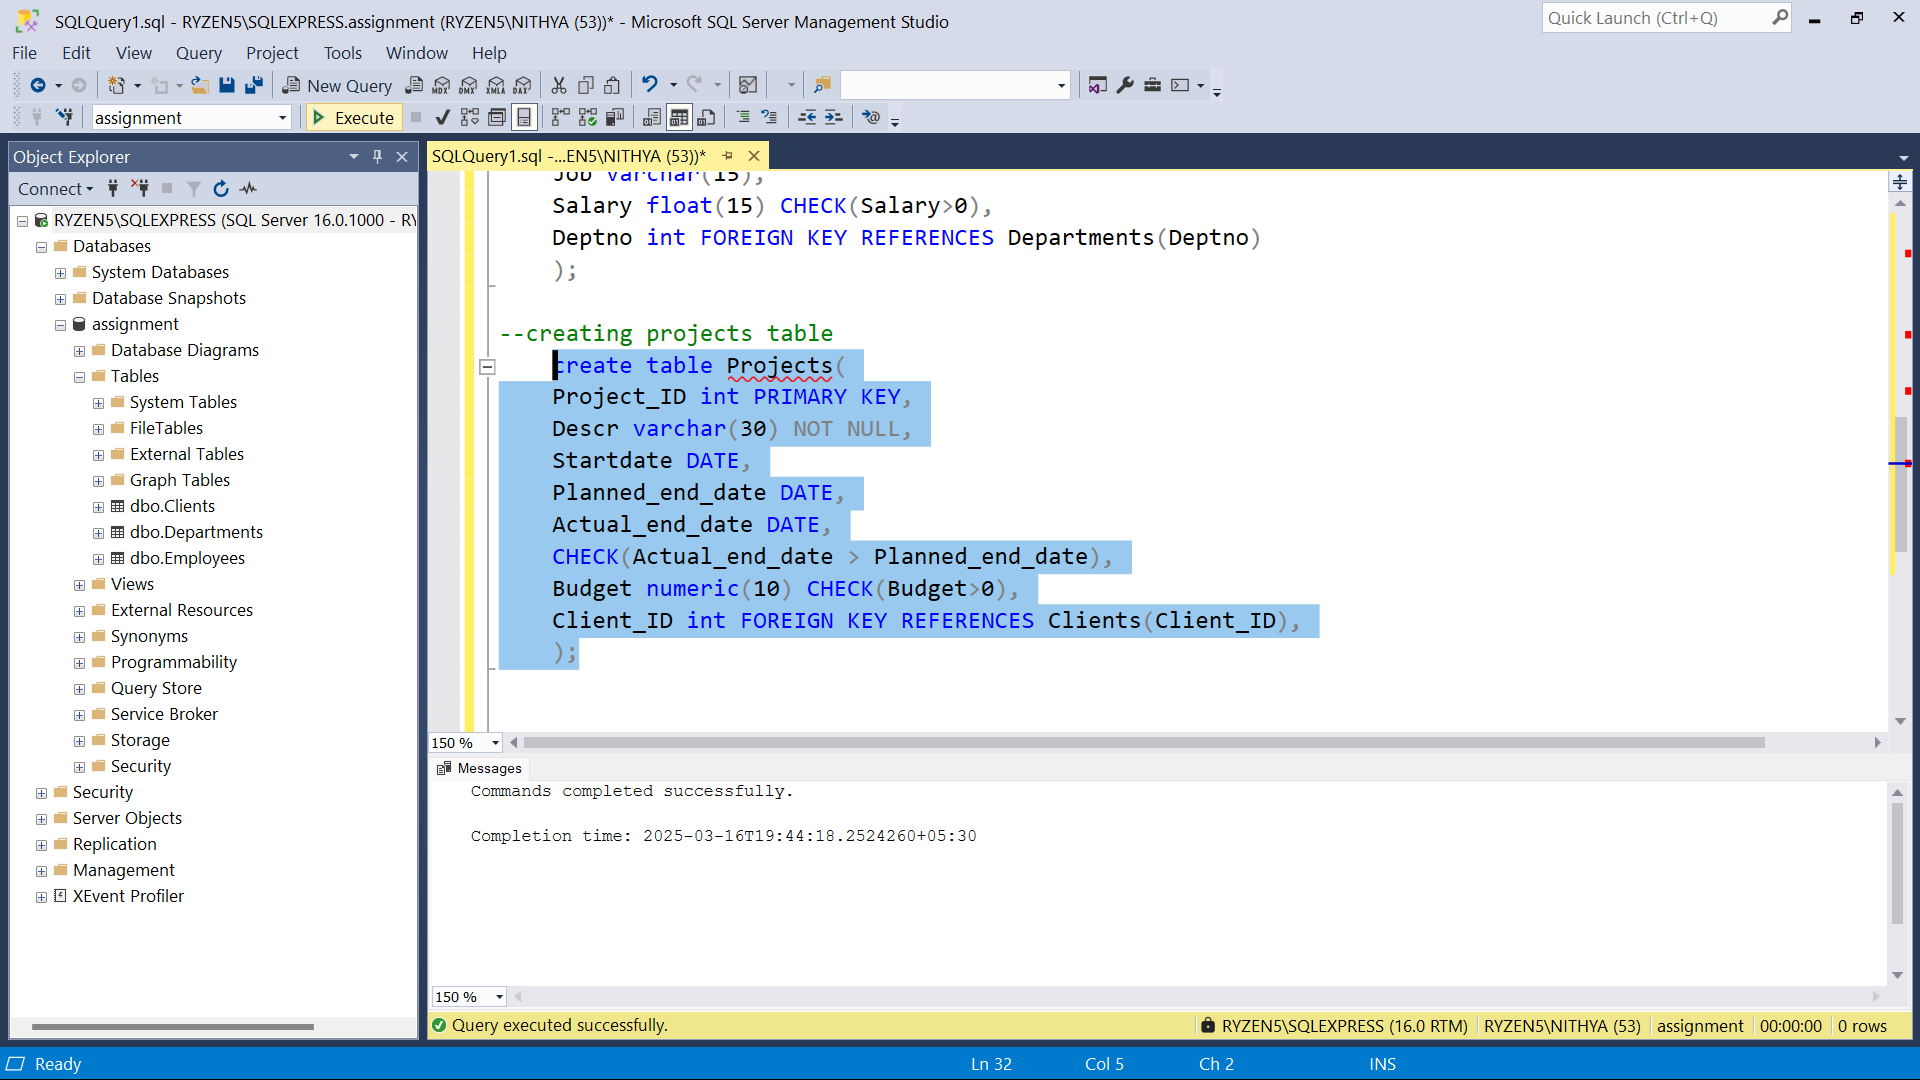 SQLQuery1.sql - RYZEN5\SQLEXPRESS.assignment (RYZEN5\NITHYA (53))* - Microsoft SQL Server Management Studio
Quick Launch (Ctrl+Q)
File Edit View Query Project Tools Window Help
New Query MDX DMX XMLA DAX
assignment Execute
Object Explorer
Connect
RYZEN5\SQLEXPRESS (SQL Server 16.0.1000 - RY
Databases
System Databases
Database Snapshots
assignment
Database Diagrams
Tables
System Tables
FileTables
External Tables
Graph Tables
dbo.Clients
dbo.Departments
dbo.Employees
Views
External Resources
Synonyms
Programmability
Query Store
Service Broker
Storage
Security
Security
Server Objects
Replication
Management
XEvent Profiler
SQLQuery1.sql -...EN5\NITHYA (53))*
Job varchar(15),
Salary float(15) CHECK(Salary>0),
Deptno int FOREIGN KEY REFERENCES Departments(Deptno)
);
--creating projects table
create table Projects(
Project_ID int PRIMARY KEY,
Descr varchar(30) NOT NULL,
Startdate DATE,
Planned_end_date DATE,
Actual_end_date DATE,
CHECK(Actual_end_date > Planned_end_date),
Budget numeric(10) CHECK(Budget>0),
Client_ID int FOREIGN KEY REFERENCES Clients(Client_ID),
);
150 %
Messages
Commands completed successfully.
Completion time: 2025-03-16T19:44:18.2524260+05:30
150 %
Query executed successfully. RYZEN5\SQLEXPRESS (16.0 RTM) RYZEN5\NITHYA (53) assignment 00:00:00 0 rows
Ready Ln 32 Col 5 Ch 2 INS